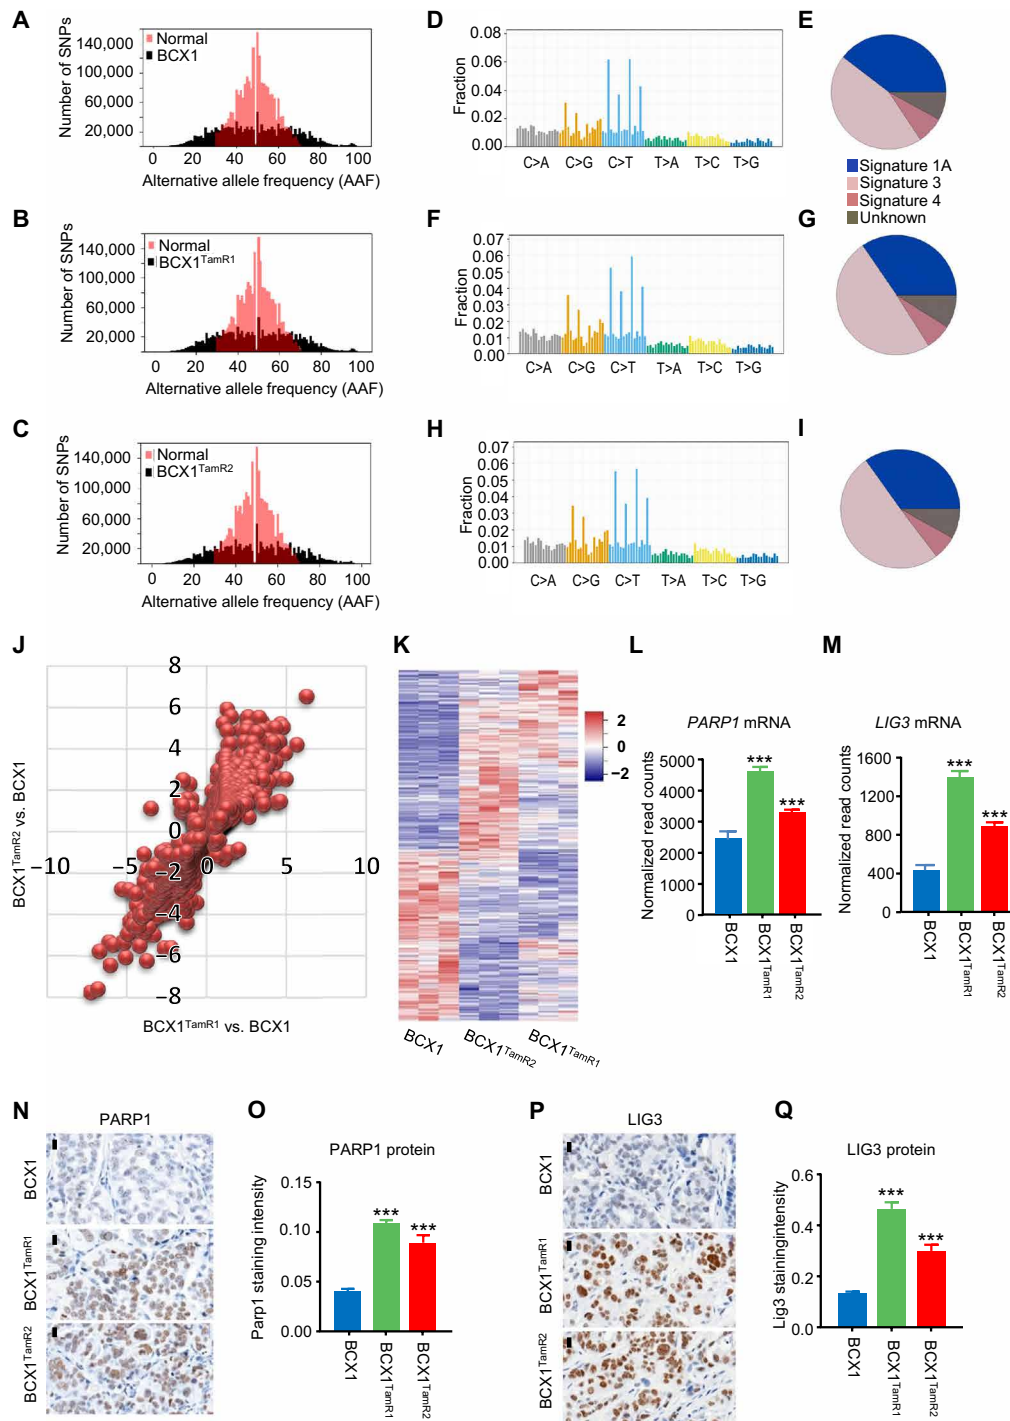 A
Number of SNPs
140,000
100,000
60,000
20,000
Normal
BCX1
0 20 40 60 80 100
Alternative allele frequency (AAF)
D
Fraction
0.08
0.06
0.04
0.02
0.00
C>A C>G C>T T>A T>C T>G
E
Signature 1A
Signature 3
Signature 4
Unknown
B
Number of SNPs
140,000
100,000
60,000
20,000
Normal
BCX1TamR1
0 20 40 60 80 100
Alternative allele frequency (AAF)
F
Fraction
0.07
0.06
0.05
0.04
0.03
0.02
0.01
0.00
C>A C>G C>T T>A T>C T>G
G
C
Number of SNPs
140,000
100,000
60,000
20,000
Normal
BCX1TamR2
0 20 40 60 80 100
Alternative allele frequency (AAF)
H
Fraction
0.07
0.06
0.05
0.04
0.03
0.02
0.01
0.00
C>A C>G C>T T>A T>C T>G
I
J
BCX1TamR2 vs. BCX1
8
6
4
2
0
−2
−4
−6
−8
−10 −5 0 5 10
BCX1TamR1 vs. BCX1
K
2
0
−2
BCX1 BCX1TamR2 BCX1TamR1
L
PARP1 mRNA
Normalized read counts
5000
4000
3000
2000
1000
0
*** ***
BCX1 BCX1TamR1 BCX1TamR2
M
LIG3 mRNA
Normalized read counts
1600
1200
800
400
0
*** ***
BCX1 BCX1TamR1 BCX1TamR2
N
PARP1
BCX1
BCX1TamR1
BCX1TamR2
O
PARP1 protein
Parp1 staining intensity
0.15
0.10
0.05
0.00
*** ***
BCX1 BCX1TamR1 BCX1TamR2
P
LIG3
BCX1
BCX1TamR1
BCX1TamR2
Q
LIG3 protein
Lig3 stainingintensity
0.6
0.4
0.2
0.0
*** ***
BCX1 BCX1TamR1 BCX1TamR2